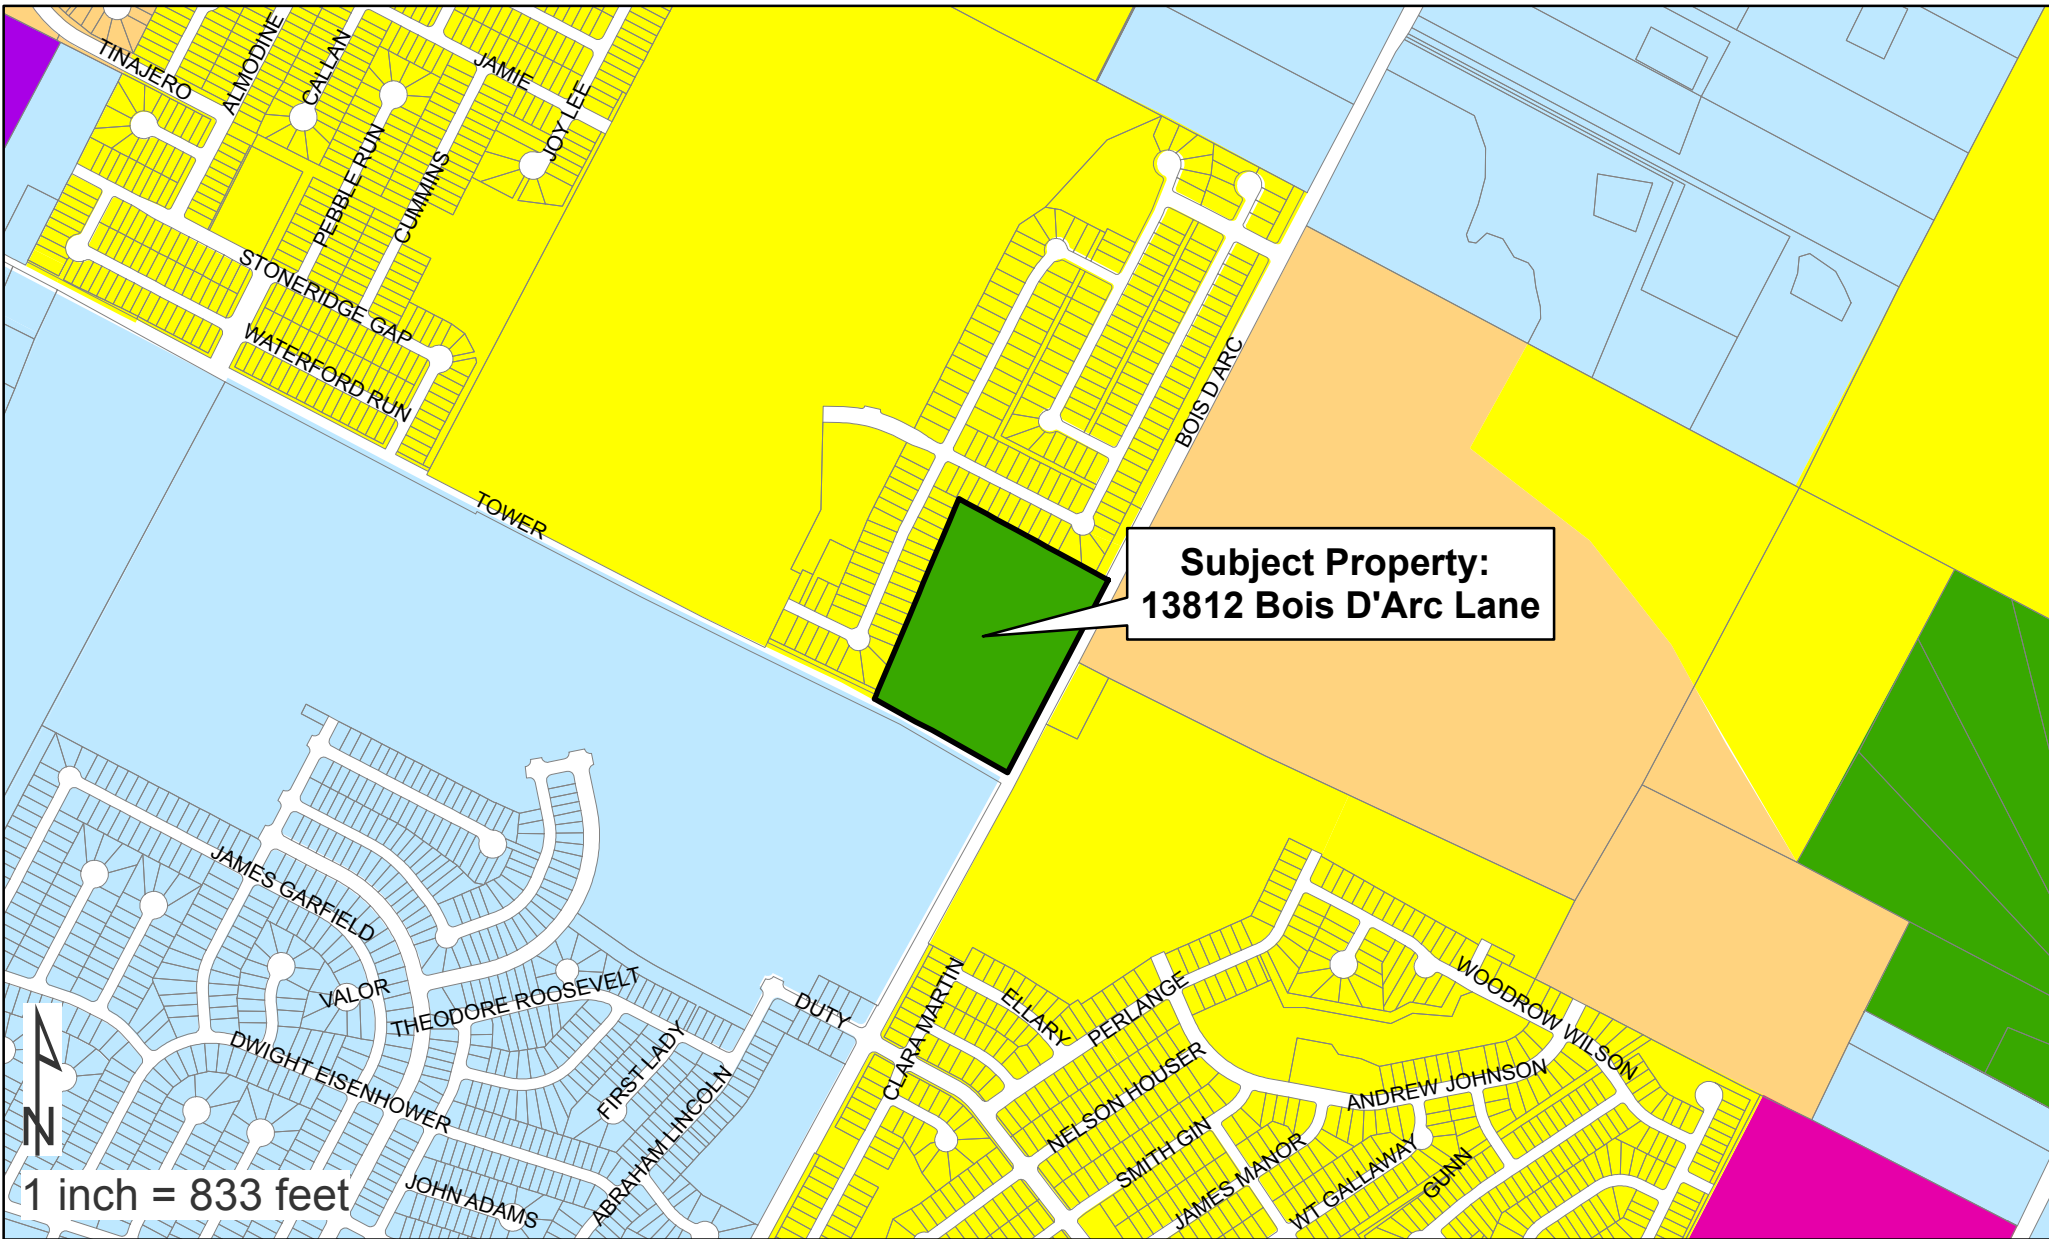 TINAJERO
ALMODINE
CALLAN
JAMIE
JOY LEE
PEBBLE RUN
CUMMINS
STONERIDGE GAP
WATERFORD RUN
BOIS D ARC
TOWER
Subject Property:
13812 Bois D'Arc Lane
JAMES GARFIELD
VALOR
THEODORE ROOSEVELT
DUTY
CLARA MARTIN
ELLARY
PERLANGE
WOODROW WILSON
DWIGHT EISENHOWER
FIRST LADY
ABRAHAM LINCOLN
NELSON HOUSER
ANDREW JOHNSON
SMITH GIN
JAMES MANOR
WT GALLAWAY
GUNN
JOHN ADAMS
N
1 inch = 833 feet